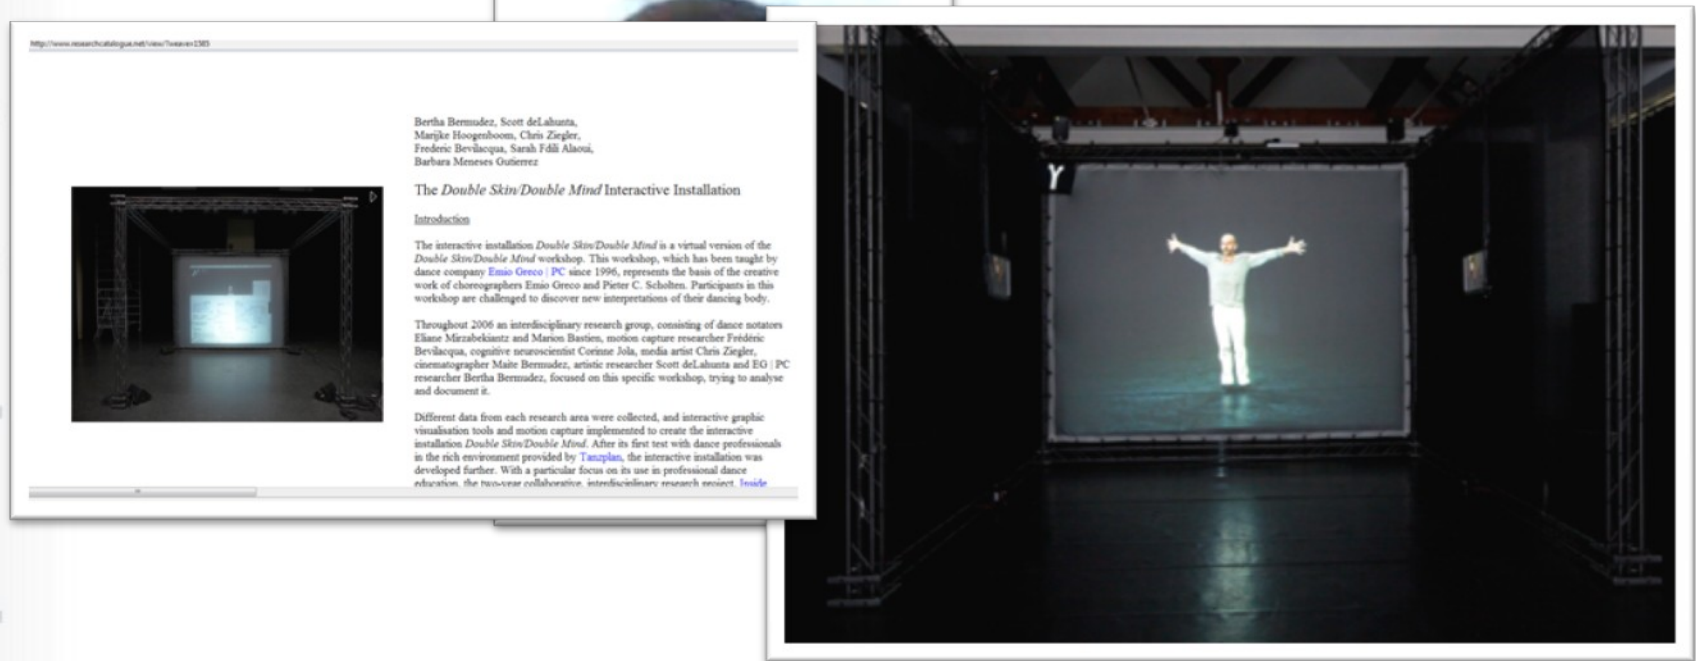 http://www.researchcatalogue.net/view/?weave=1385
Bertha Bermudez, Scott deLahunta,
Marijke Hoogenboom, Chris Ziegler,
Frederic Bevilacqua, Sarah Fdili Alaoui,
Barbara Meneses Gutierrez
The Double Skin/Double Mind Interactive Installation
Introduction
The interactive installation Double Skin/Double Mind is a virtual version of the
Double Skin/Double Mind workshop. This workshop, which has been taught by
dance company Emio Greco | PC since 1996, represents the basis of the creative
work of choreographers Emio Greco and Pieter C. Scholten. Participants in this
workshop are challenged to discover new interpretations of their dancing body.
Throughout 2006 an interdisciplinary research group, consisting of dance notators
Eliane Mirzabekiantz and Marion Bastien, motion capture researcher Frédéric
Bevilacqua, cognitive neuroscientist Corinne Jola, media artist Chris Ziegler,
cinematographer Maite Bermudez, artistic researcher Scott deLahunta and EG | PC
researcher Bertha Bermudez, focused on this specific workshop, trying to analyse
and document it.
Different data from each research area were collected, and interactive graphic
visualisation tools and motion capture implemented to create the interactive
installation Double Skin/Double Mind. After its first test with dance professionals
in the rich environment provided by Tanzplan, the interactive installation was
developed further. With a particular focus on its use in professional dance
education, the two-year collaborative, interdisciplinary research project, Inside
Y